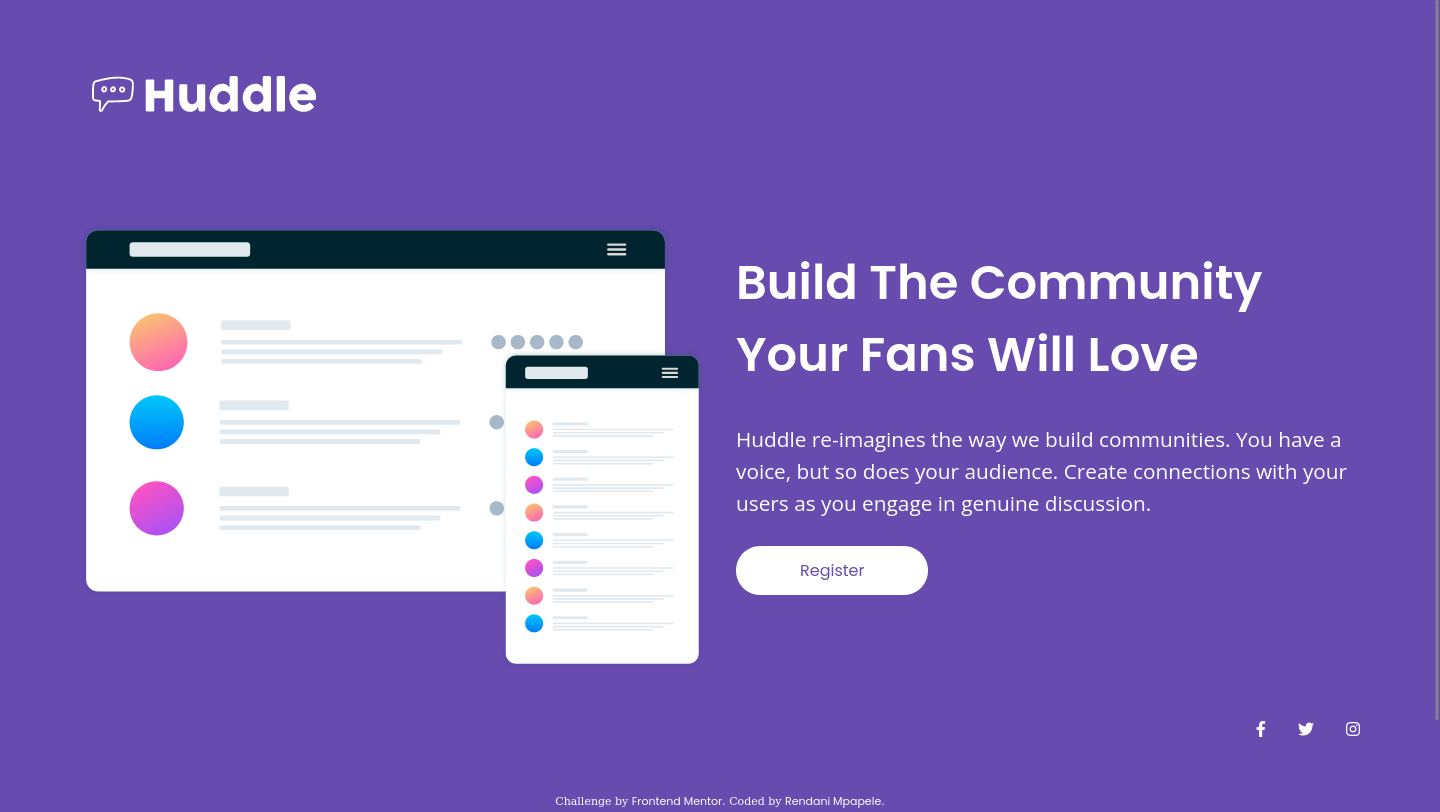 Huddle
Build The Community
Your Fans Will Love
Huddle re-imagines the way we build communities. You have a
voice, but so does your audience. Create connections with your
users as you engage in genuine discussion.
Register
Challenge by Frontend Mentor. Coded by Rendani Mpapele.